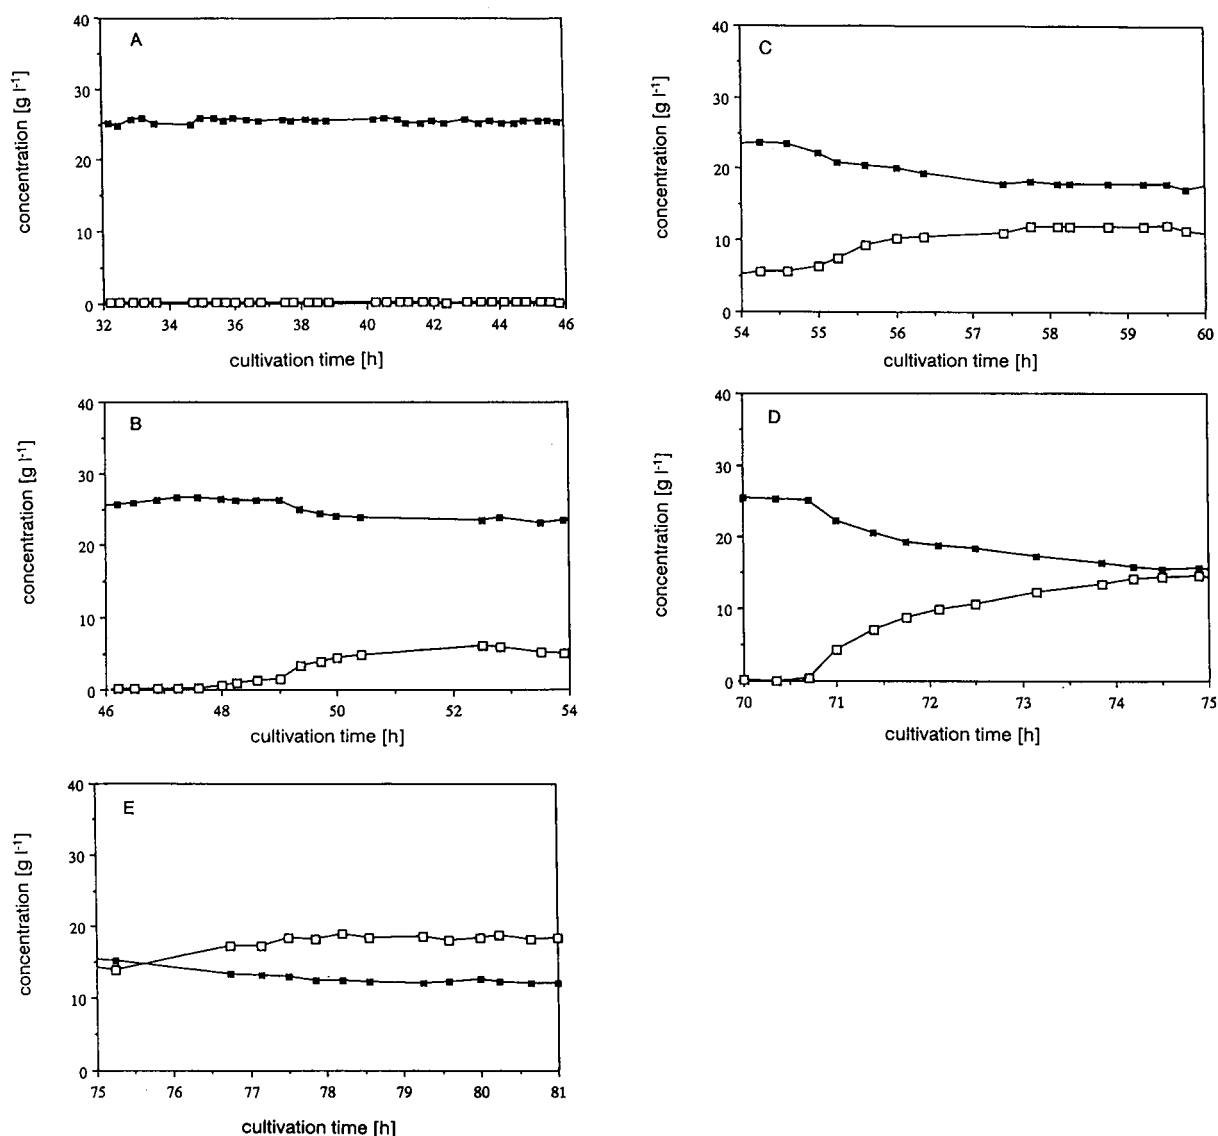 A
40
30
20
10
0
concentration [g l⁻¹]
32 34 36 38 40 42 44 46
cultivation time [h]
C
40
30
20
10
0
concentration [g l⁻¹]
54 55 56 57 58 59 60
cultivation time [h]
B
40
30
20
10
0
concentration [g l⁻¹]
46 48 50 52 54
cultivation time [h]
D
40
30
20
10
0
concentration [g l⁻¹]
70 71 72 73 74 75
cultivation time [h]
E
40
30
20
10
0
concentration [g l⁻¹]
75 76 77 78 79 80 81
cultivation time [h]